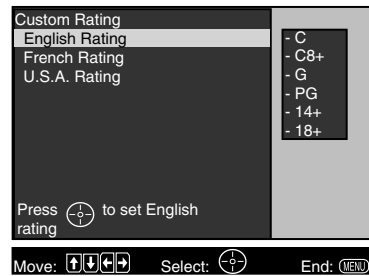 Custom Rating
English Rating
French Rating
U.S.A. Rating
- C
- C8+
- G
- PG
- 14+
- 18+
Press to set English
rating
Move: Select: End: MENU